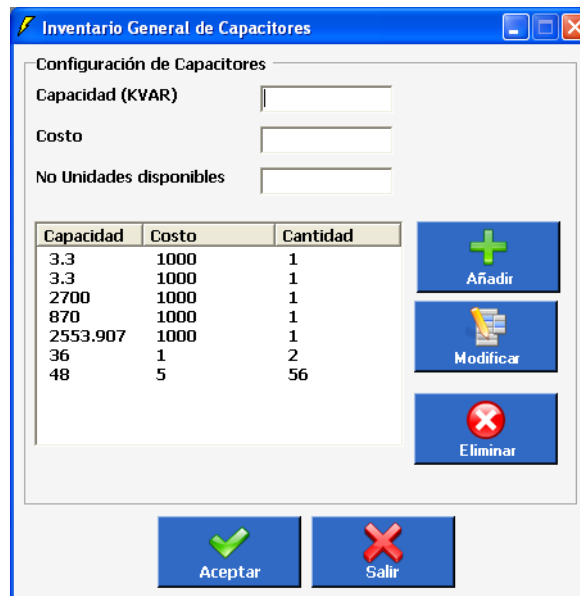 Inventario General de Capacitores
Configuración de Capacitores
Capacidad (KVAR)
Costo
No Unidades disponibles
Capacidad Costo Cantidad
3.3 1000 1
3.3 1000 1
2700 1000 1
870 1000 1
2553.907 1000 1
36 1 2
48 5 56
Añadir
Modificar
Eliminar
Aceptar Salir